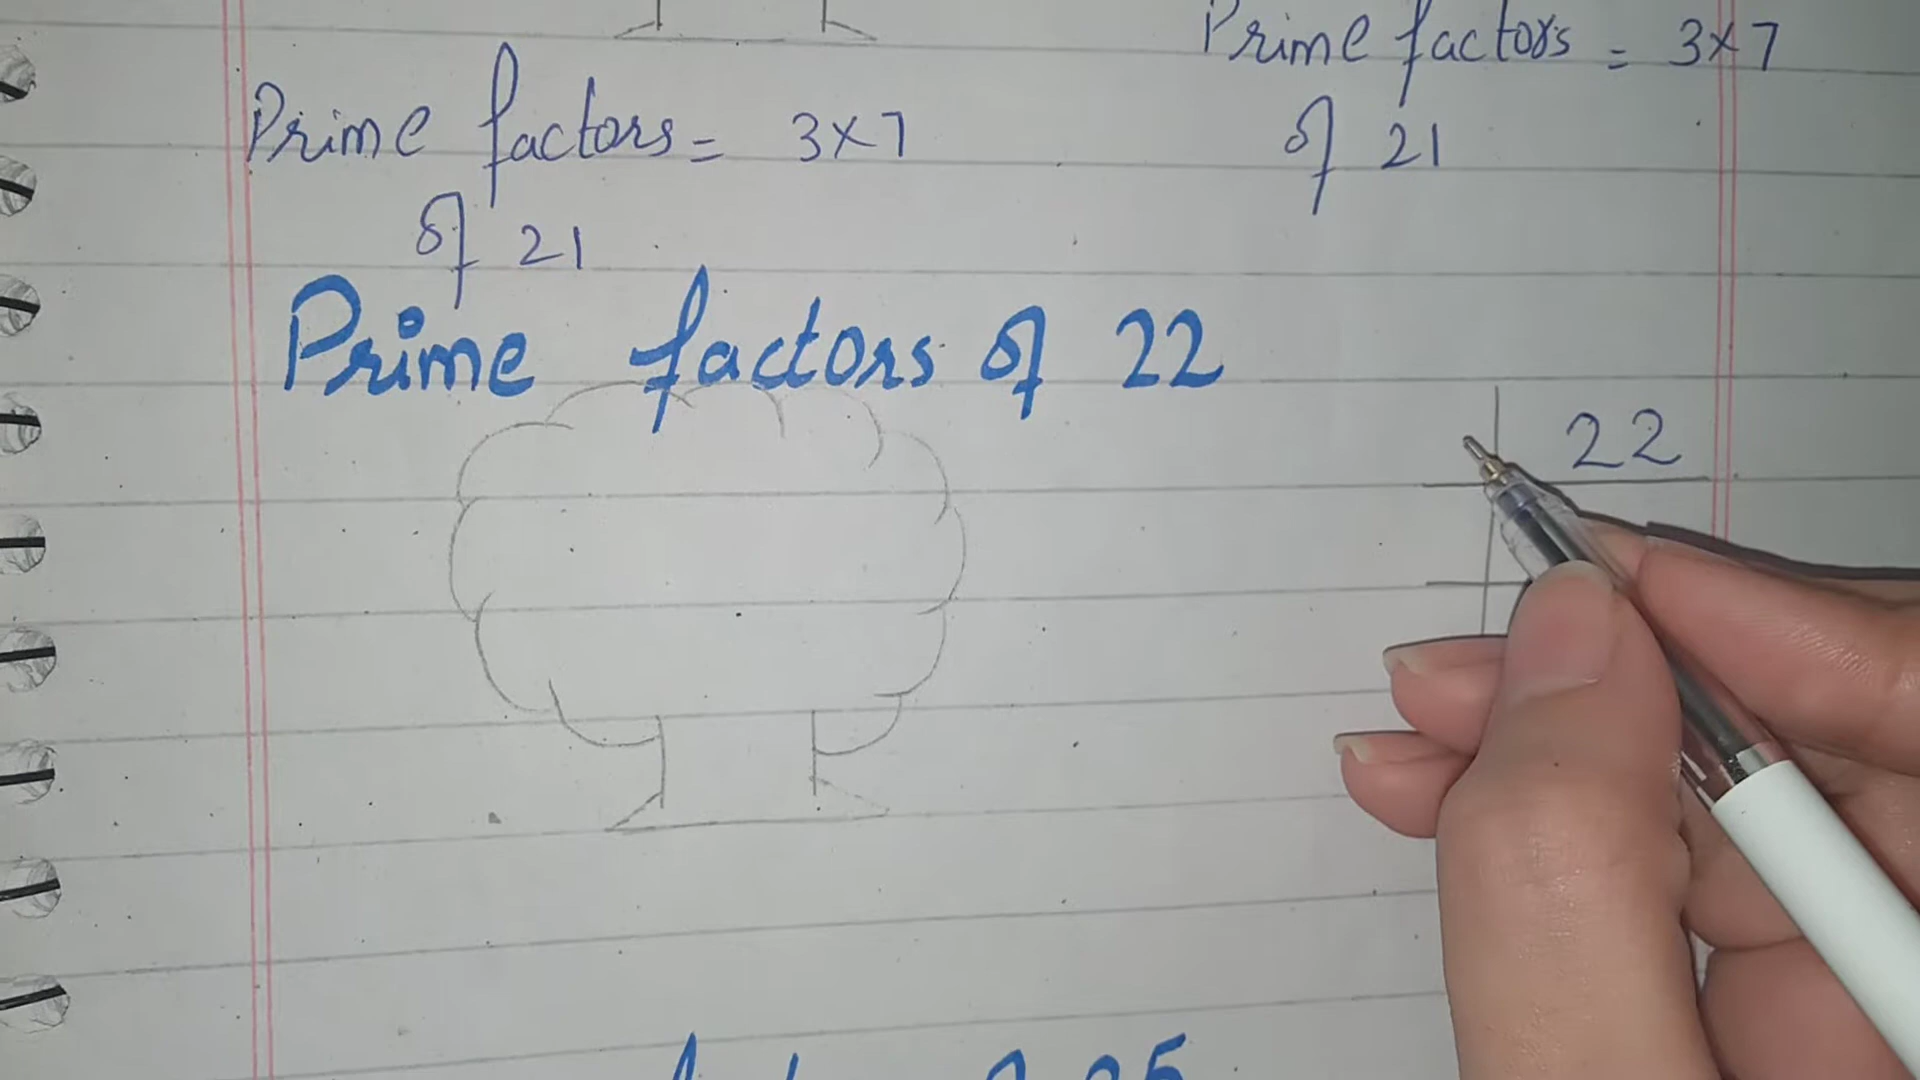 Prime factors = 3×7
of 21
Prime factors = 3×7
of 21
Prime factors of 22
22